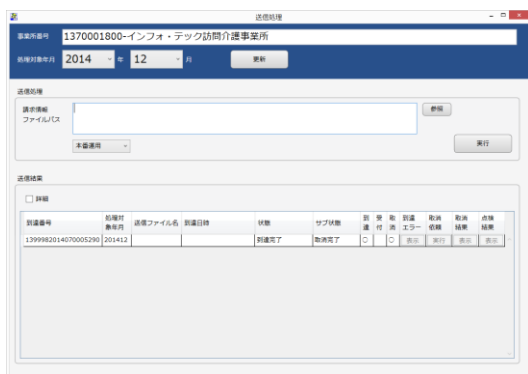 送信処理
事業所番号 1370001800-インフォ・テック訪問介護事業所
処理対象年月 2014 年 12 月 更新
送信処理
請求情報
ファイルパス
参照
本番運用
実行
送信結果
詳細
到達番号 処理対象年月 送信ファイル名 到達日時 状態 サブ状態 到達 受付 取消 到達エラー 取消依頼 取消結果 点検結果
1399982014070005290 201412 到達完了 取消完了 ○ ○ 表示 実行 表示 表示